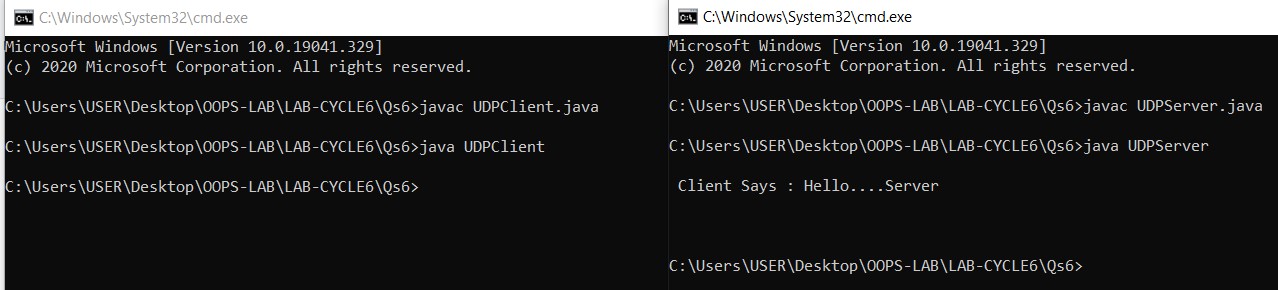 C:\Windows\System32\cmd.exe
Microsoft Windows [Version 10.0.19041.329]
(c) 2020 Microsoft Corporation. All rights reserved.
C:\Users\USER\Desktop\OOPS-LAB\LAB-CYCLE6\Qs6>javac UDPClient.java
C:\Users\USER\Desktop\OOPS-LAB\LAB-CYCLE6\Qs6>java UDPClient
C:\Users\USER\Desktop\OOPS-LAB\LAB-CYCLE6\Qs6>
C:\Windows\System32\cmd.exe
Microsoft Windows [Version 10.0.19041.329]
(c) 2020 Microsoft Corporation. All rights reserved.
C:\Users\USER\Desktop\OOPS-LAB\LAB-CYCLE6\Qs6>javac UDPServer.java
C:\Users\USER\Desktop\OOPS-LAB\LAB-CYCLE6\Qs6>java UDPServer
Client Says : Hello....Server
C:\Users\USER\Desktop\OOPS-LAB\LAB-CYCLE6\Qs6>